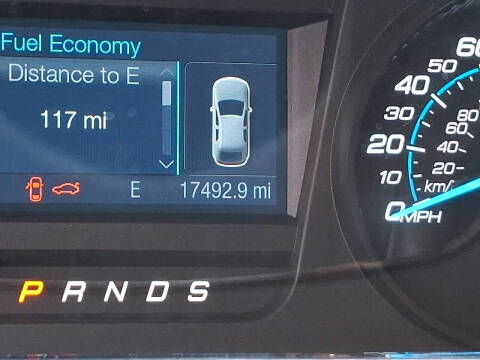 Fuel Economy
Distance to E
117 mi
E 17492.9 mi
P R N D S
60
50
40
30
20
10
0 MPH
80
60
40
20
km/